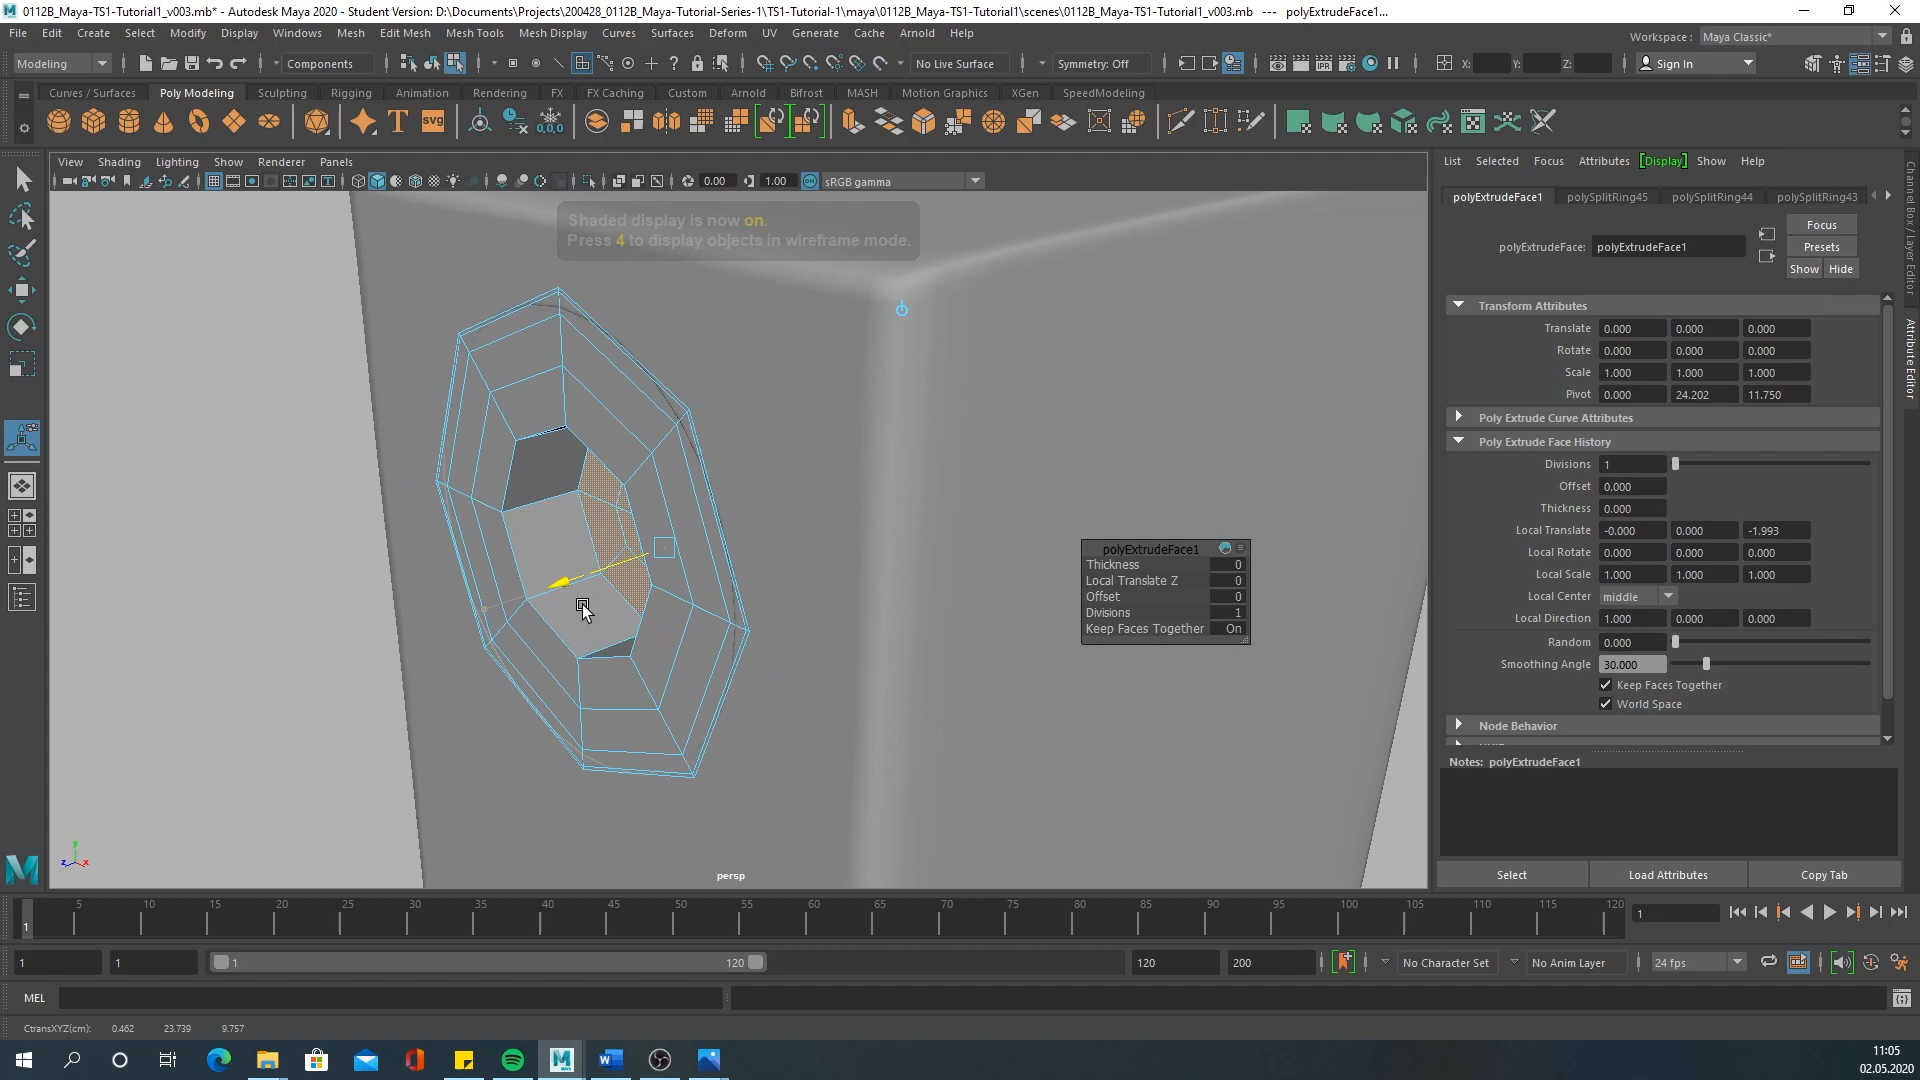 0112B_Maya-TS1-Tutorial1_v003.mb* - Autodesk Maya 2020 - Student Version: D:\Documents\Projects\200428_0112B_Maya-Tutorial-Series-1\TS1-Tutorial-1\maya\0112B_Maya-TS1-Tutorial1\scenes\0112B_Maya-TS1-Tutorial1_v003.mb --- polyExtrudeFace1...
File Edit Create Select Modify Display Windows Mesh Edit Mesh Mesh Tools Mesh Display Curves Surfaces Deform UV Generate Cache Arnold Help
Workspace : Maya Classic*
Modeling Components No Live Surface Symmetry: Off X: Y: Z: Sign In
Curves / Surfaces Poly Modeling Sculpting Rigging Animation Rendering FX FX Caching Custom Arnold Bifrost MASH Motion Graphics XGen SpeedModeling
T svg 0,0,0
View Shading Lighting Show Renderer Panels
0.00 1.00 ON sRGB gamma
Shaded display is now on.
Press 4 to display objects in wireframe mode.
polyExtrudeFace1
Thickness 0
Local Translate Z 0
Offset 0
Divisions 1
Keep Faces Together On
y
z x
persp
List Selected Focus Attributes [Display] Show Help
polyExtrudeFace1 polySplitRing45 polySplitRing44 polySplitRing43
Focus
polyExtrudeFace: polyExtrudeFace1
Presets
Show Hide
Transform Attributes
Translate 0.000 0.000 0.000
Rotate 0.000 0.000 0.000
Scale 1.000 1.000 1.000
Pivot 0.000 24.202 11.750
Poly Extrude Curve Attributes
Poly Extrude Face History
Divisions 1
Offset 0.000
Thickness 0.000
Local Translate -0.000 0.000 -1.993
Local Rotate 0.000 0.000 0.000
Local Scale 1.000 1.000 1.000
Local Center middle
Local Direction 1.000 0.000 0.000
Random 0.000
Smoothing Angle 30.000
Keep Faces Together
World Space
Node Behavior
Notes: polyExtrudeFace1
Select Load Attributes Copy Tab
Channel Box / Layer Editor
Attribute Editor
5 10 15 20 25 30 35 40 45 50 55 60 65 70 75 80 85 90 95 100 105 110 115 120
1
1
1 1 1 120 120 200 No Character Set No Anim Layer 24 fps
MEL
CtransXYZ(cm): 0.462 23.739 9.757
11:05
02.05.2020